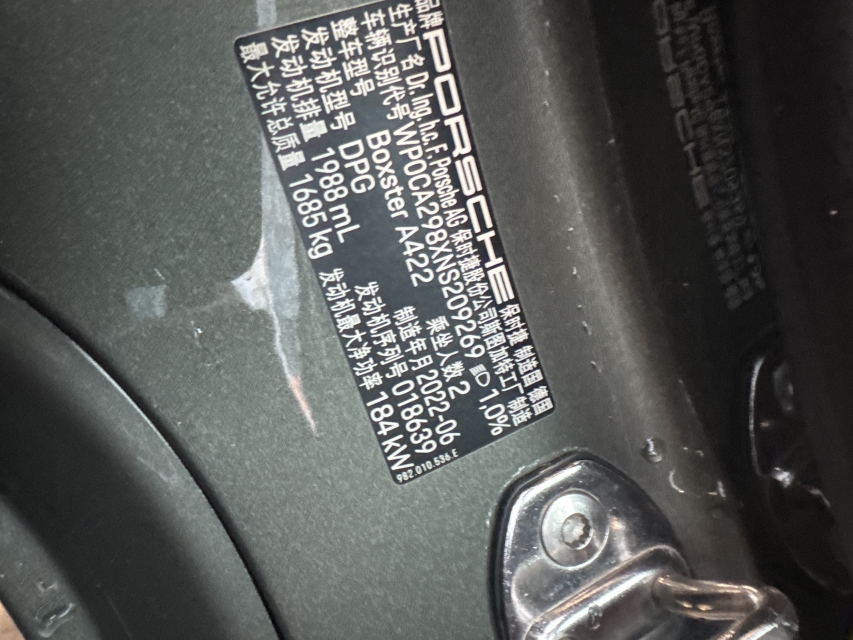 品牌 PORSCHE 保时捷 制造国 德国
生产厂名 Dr. Ing. h.c. F. Porsche AG 保时捷股份公司斯图加特工厂制造
车辆识别代号 WP0CA298XNS209269 1.0%
整车型号 Boxster A422 乘坐人数 2
发动机型号 DPG 制造年月 2022-06
发动机排量 1988 mL 发动机序列号 018639
最大允许总质量 1685 kg 发动机最大净功率 184 kW
982.010.536.E
PORSCHE